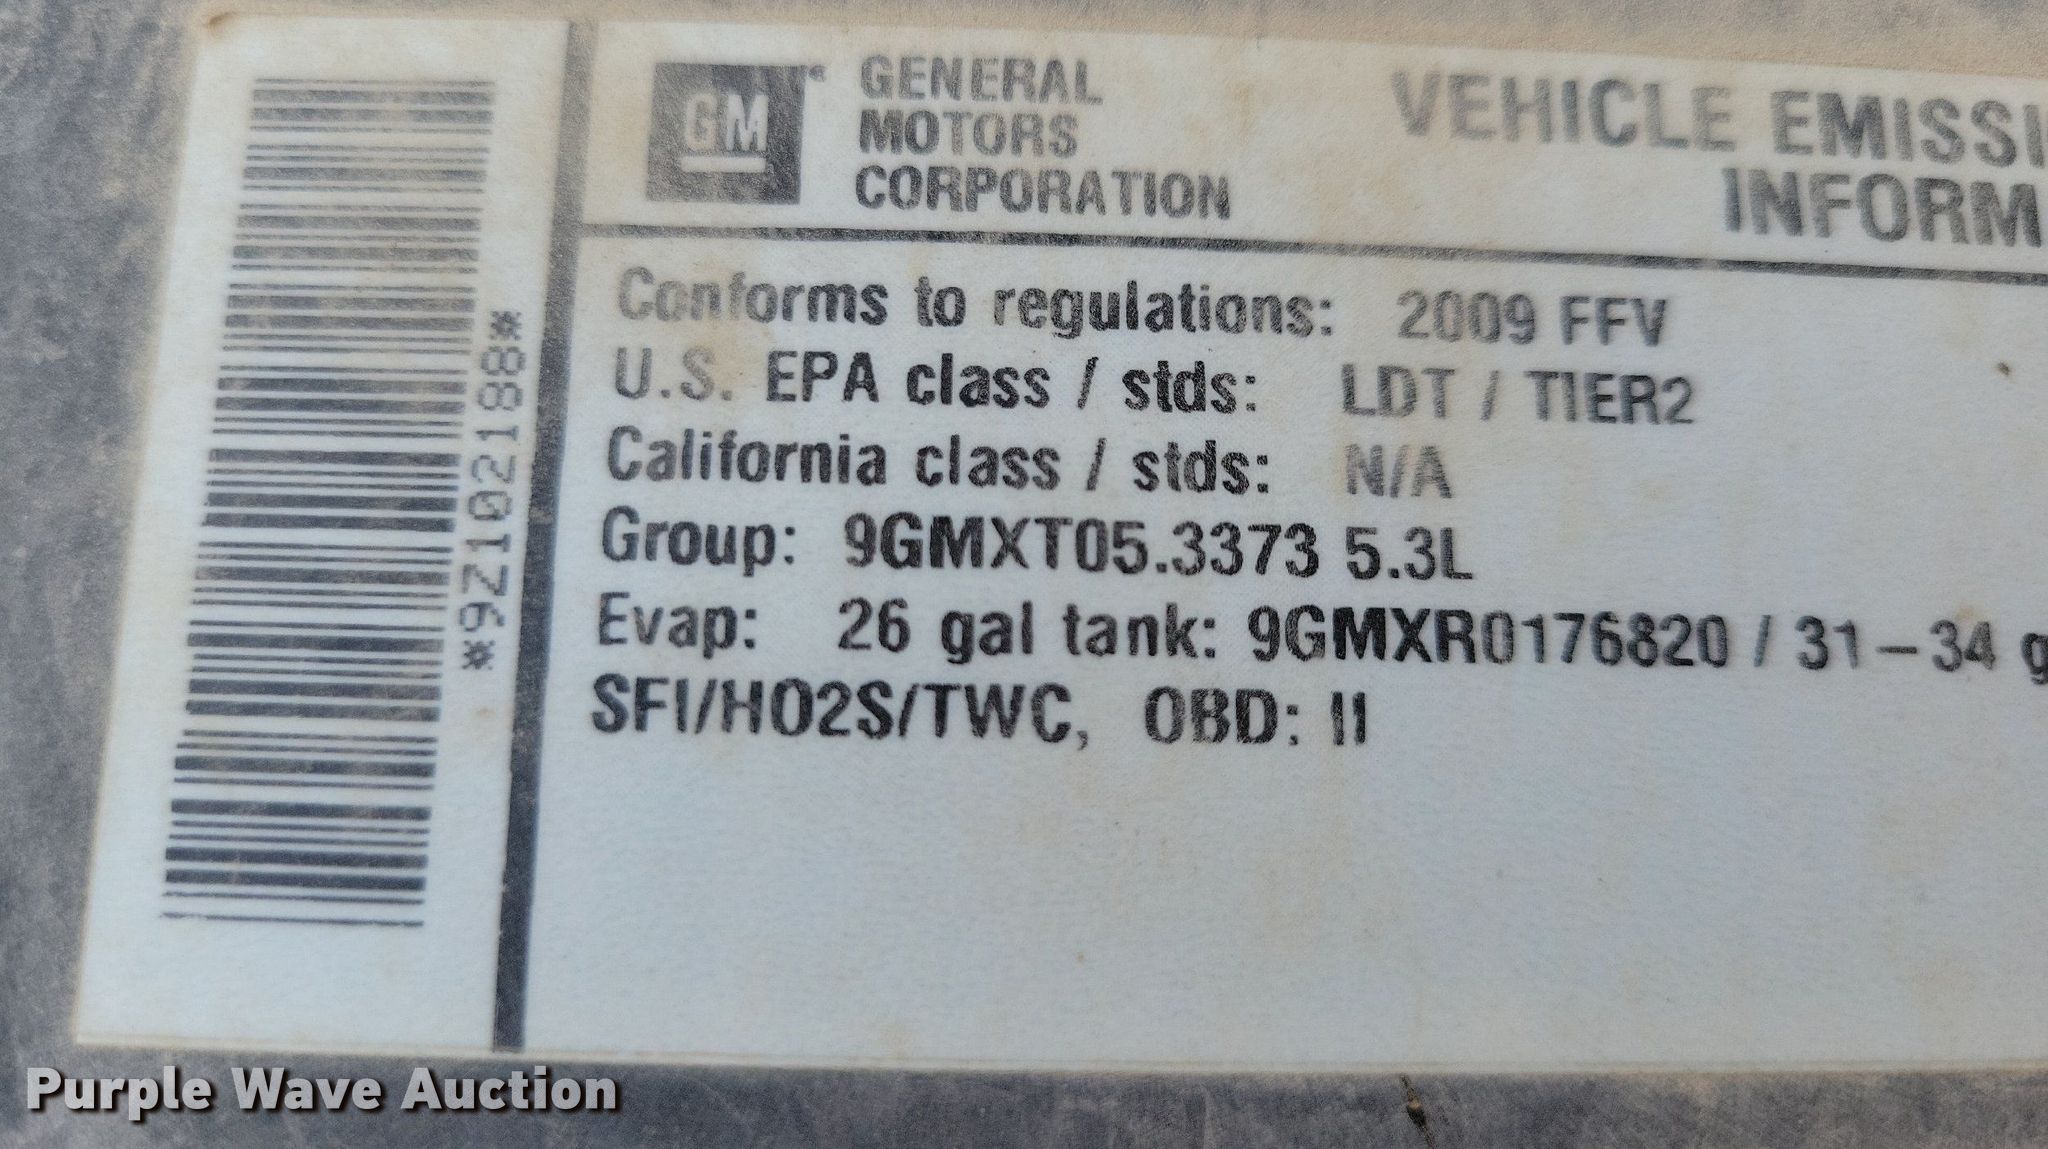 *9Z102188*
GM
GENERAL
MOTORS
CORPORATION
VEHICLE EMISSI
INFORM
Conforms to regulations: 2009 FFV
U.S. EPA class / stds: LDT / TIER2
California class / stds: N/A
Group: 9GMXT05.3373 5.3L
Evap: 26 gal tank: 9GMXR0176820 / 31-34 g
SFI/HO2S/TWC, OBD: II
Purple Wave Auction